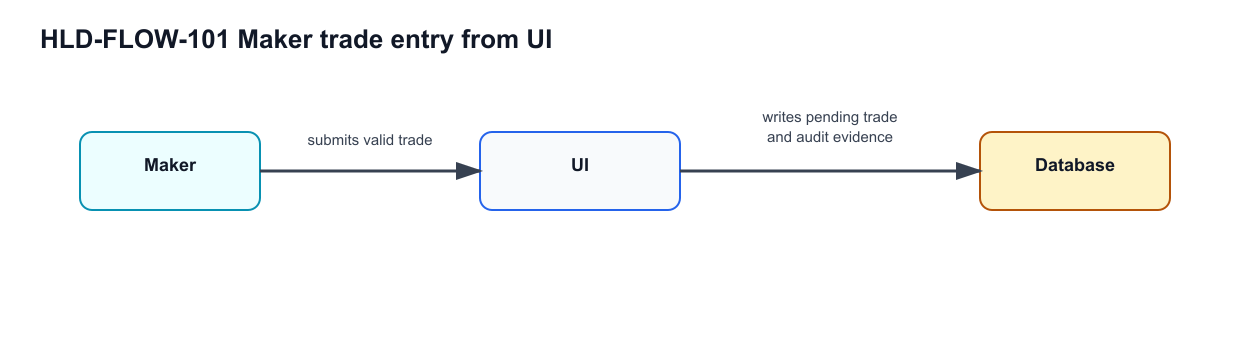 HLD-FLOW-101 Maker trade entry from UI
writes pending trade
and audit evidence
submits valid trade
Maker
UI
Database